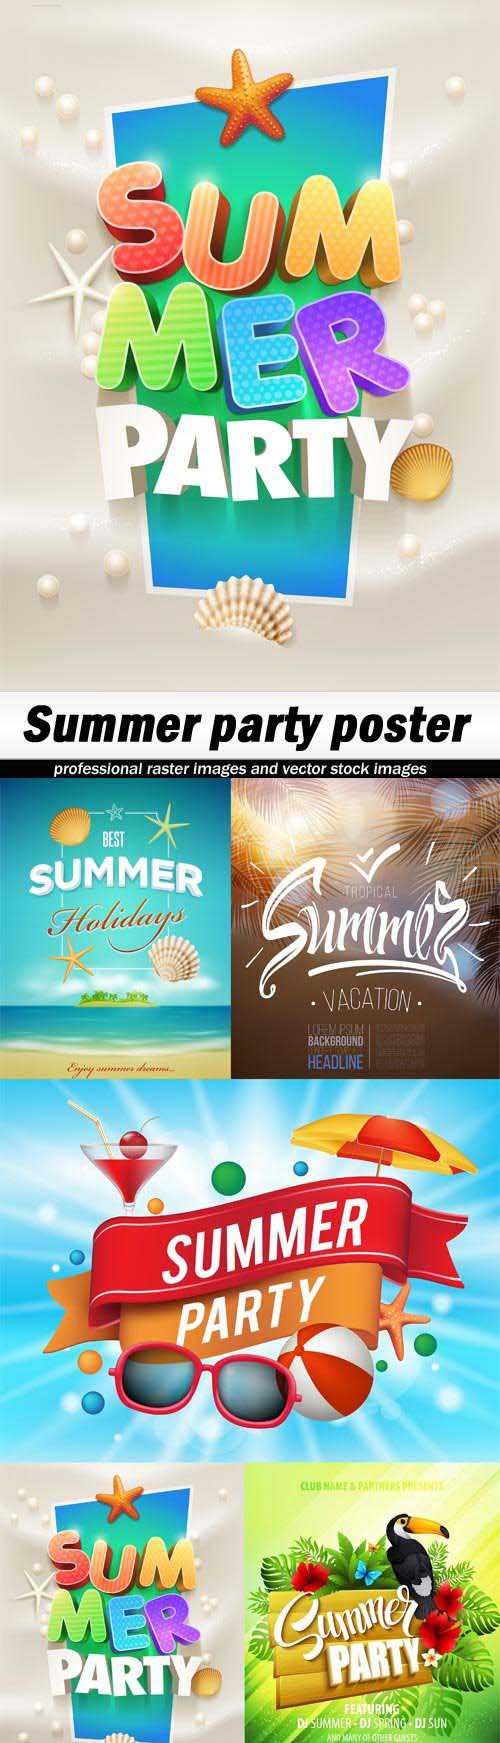 SUM
MER
PARTY
Summer party poster
professional raster images and vector stock images
BEST
SUMMER
Holidays
Enjoy summer dreams...
TROPICAL
Summer
VACATION
LOREM IPSUM
BACKGROUND
HEADLINE
SUMMER
PARTY
SUM
MER
PARTY
CLUB NAME & PARTNERS PRESENTS
Summer
PARTY
FEATURING
DJ SUMMER • DJ SPRING • DJ SUN
AND MANY OF OTHER GUESTS